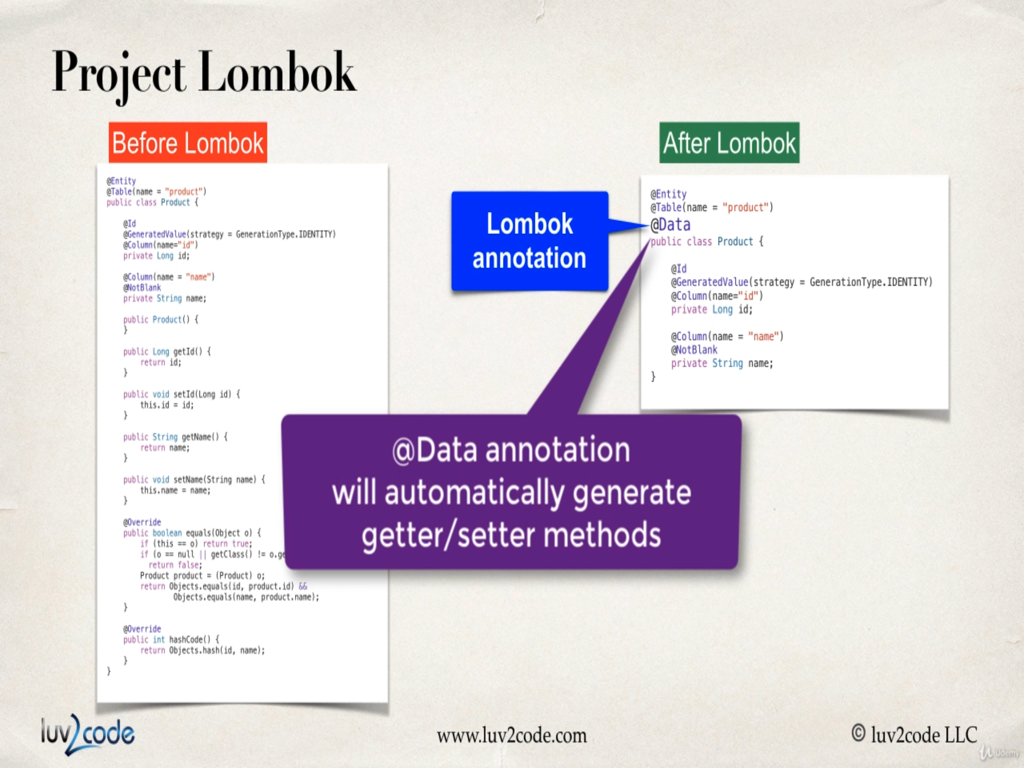 Project Lombok
Before Lombok
@Entity
@Table(name = "product")
public class Product {
@Id
@GeneratedValue(strategy = GenerationType.IDENTITY)
@Column(name="id")
private Long id;
@Column(name = "name")
@NotBlank
private String name;
public Product() {
}
public Long getId() {
return id;
}
public void setId(Long id) {
this.id = id;
}
public String getName() {
return name;
}
public void setName(String name) {
this.name = name;
}
@Override
public boolean equals(Object o) {
if (this == o) return true;
if (o == null || getClass() != o.ge
return false;
Product product = (Product) o;
return Objects.equals(id, product.id) &&
Objects.equals(name, product.name);
}
@Override
public int hashCode() {
return Objects.hash(id, name);
}
}
Lombok
annotation
After Lombok
@Entity
@Table(name = "product")
@Data
public class Product {
@Id
@GeneratedValue(strategy = GenerationType.IDENTITY)
@Column(name="id")
private Long id;
@Column(name = "name")
@NotBlank
private String name;
}
@Data annotation
will automatically generate
getter/setter methods
luv2code
www.luv2code.com
© luv2code LLC
Udemy